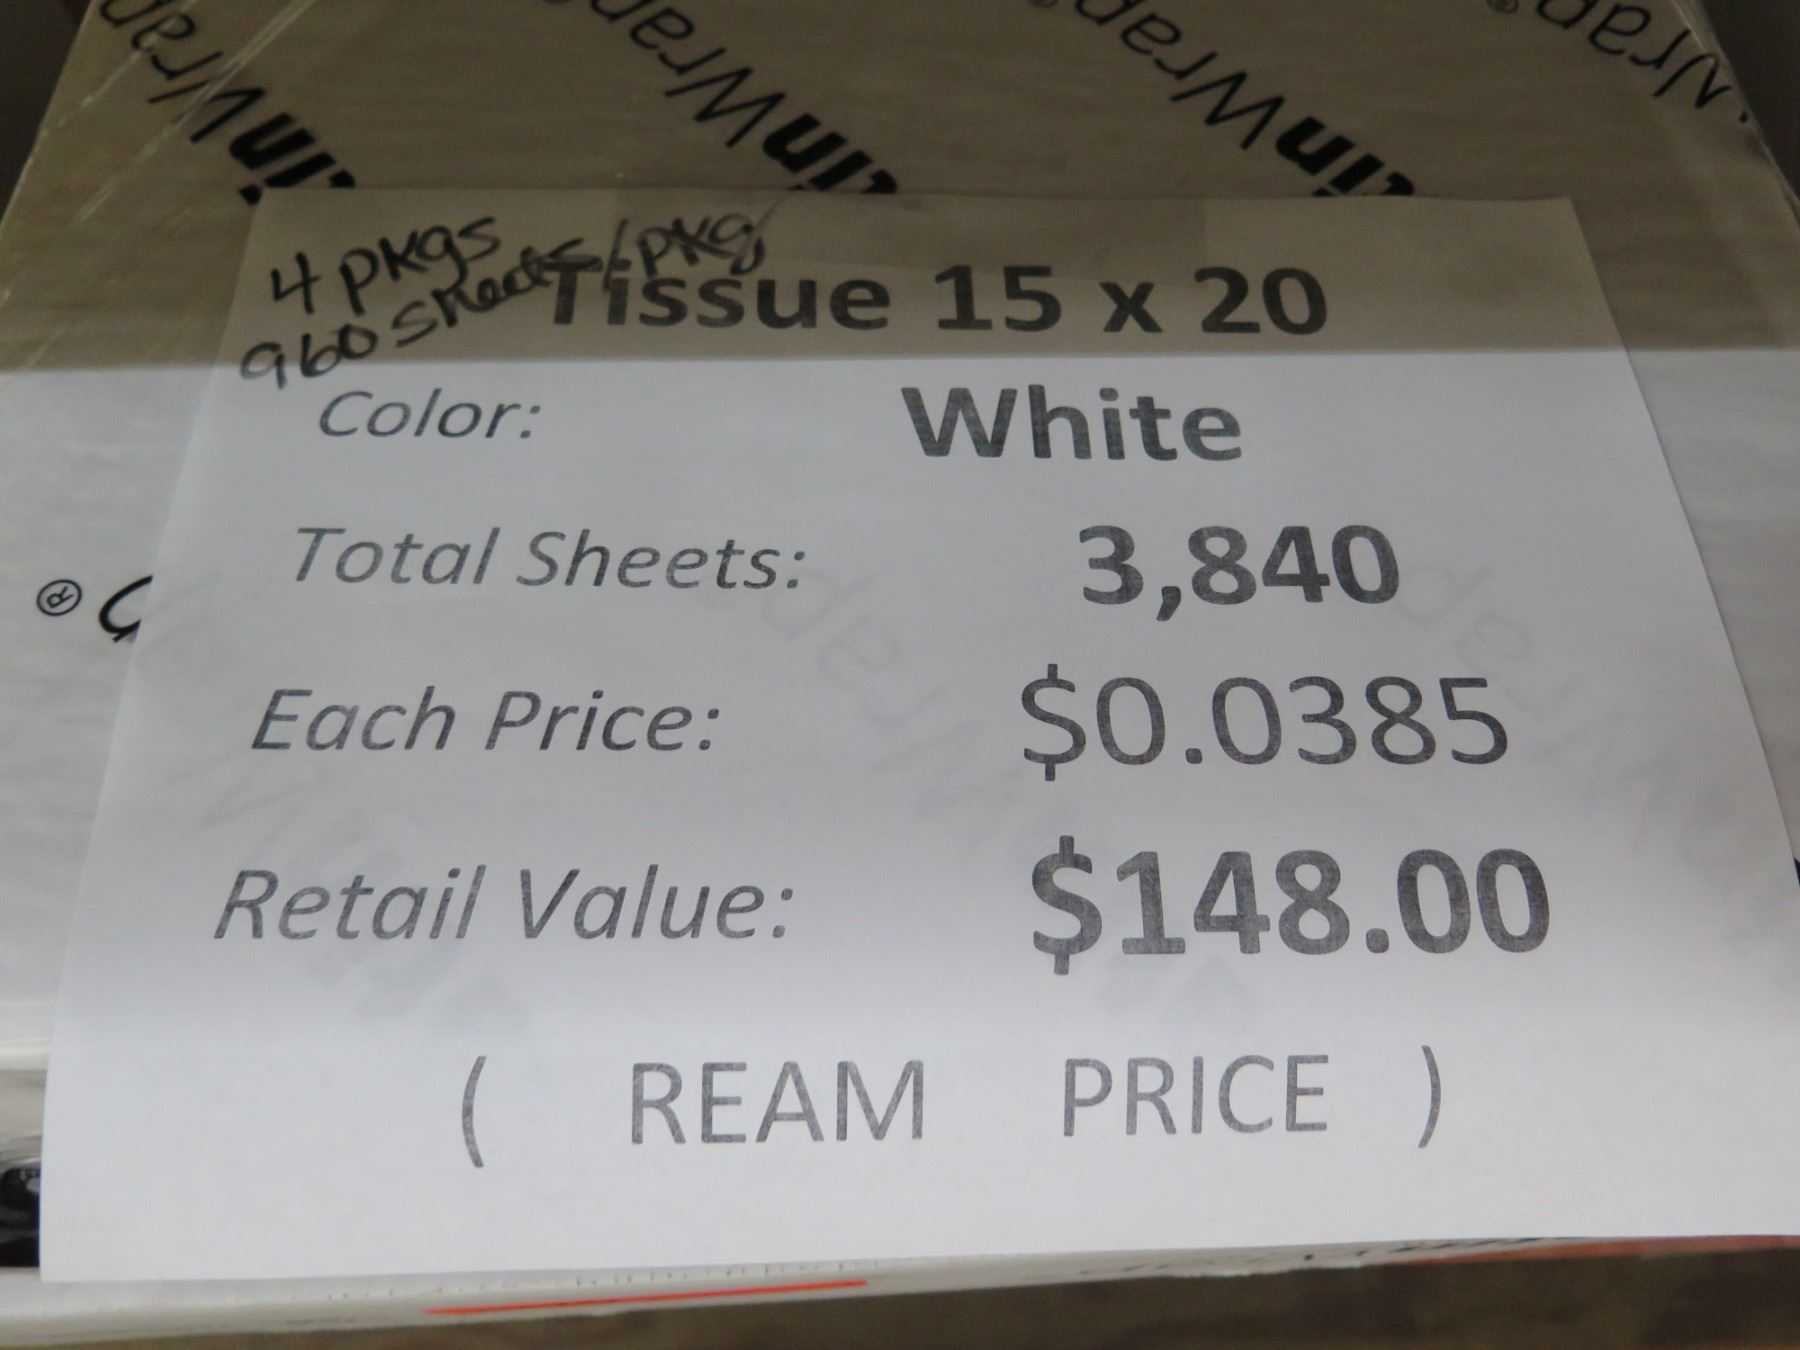 4 pkgs
960 sheets/pkg
Tissue 15 x 20
Color: White
Total Sheets: 3,840
Each Price: $0.0385
Retail Value: $148.00
( REAM PRICE )